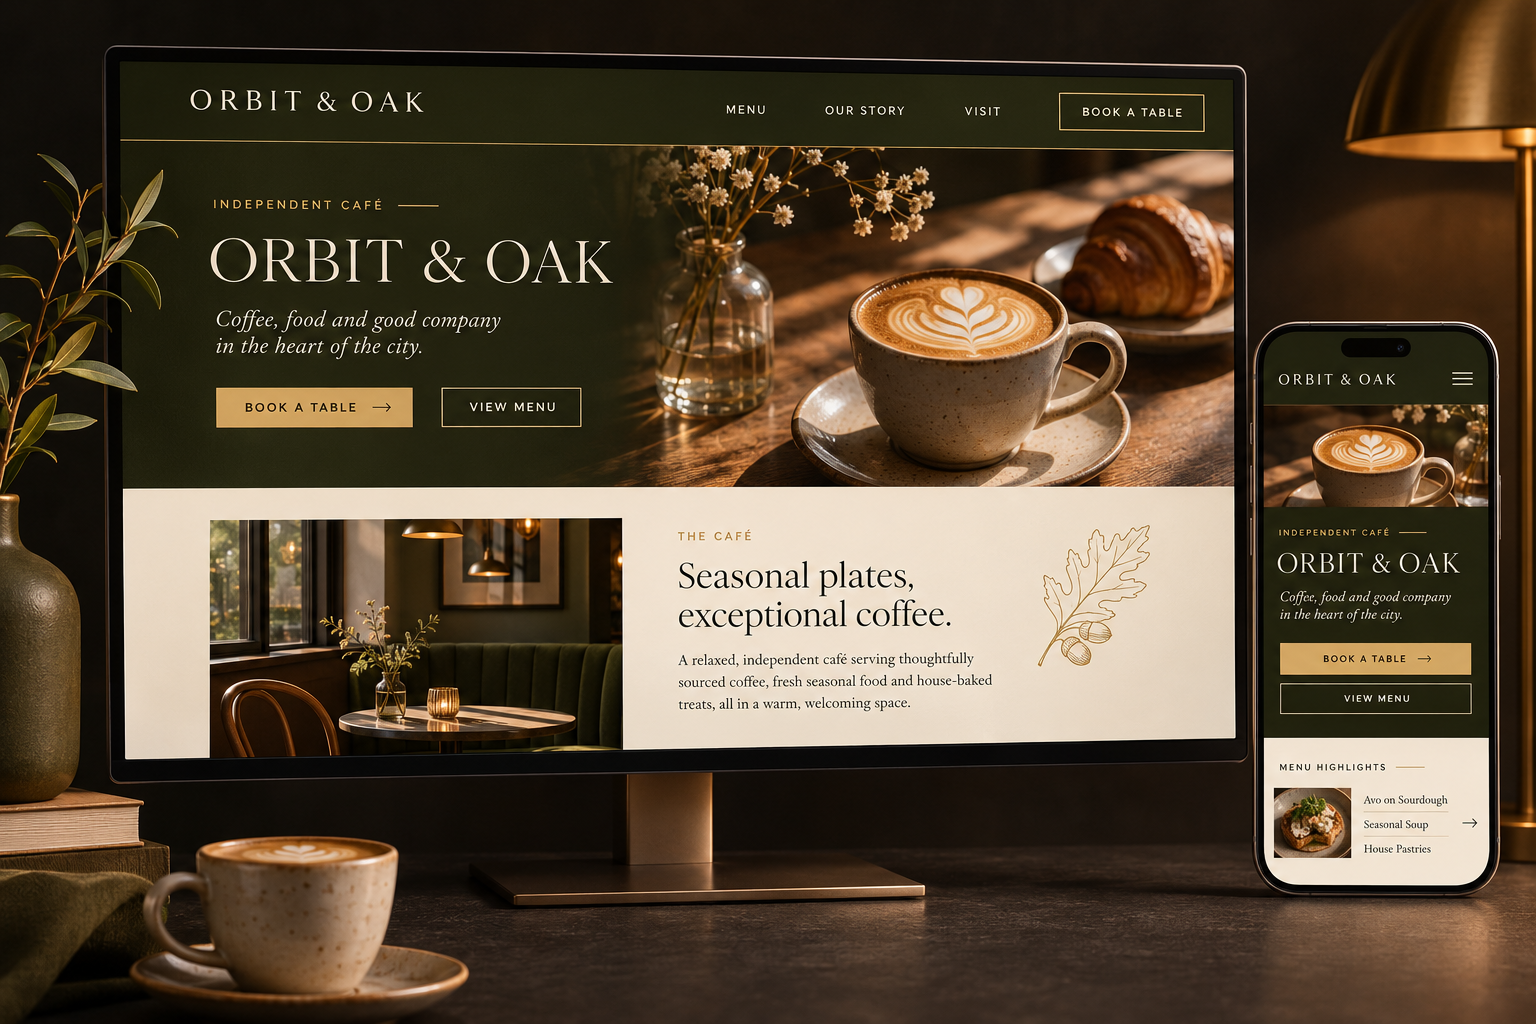 ORBIT & OAK
MENU
OUR STORY
VISIT
BOOK A TABLE
INDEPENDENT CAFÉ
ORBIT & OAK
Coffee, food and good company
in the heart of the city.
BOOK A TABLE
VIEW MENU
THE CAFÉ
Seasonal plates,
exceptional coffee.
A relaxed, independent café serving thoughtfully
sourced coffee, fresh seasonal food and house-baked
treats, all in a warm, welcoming space.
ORBIT & OAK
INDEPENDENT CAFÉ
ORBIT & OAK
Coffee, food and good company
in the heart of the city.
BOOK A TABLE
VIEW MENU
MENU HIGHLIGHTS
Avo on Sourdough
Seasonal Soup
House Pastries